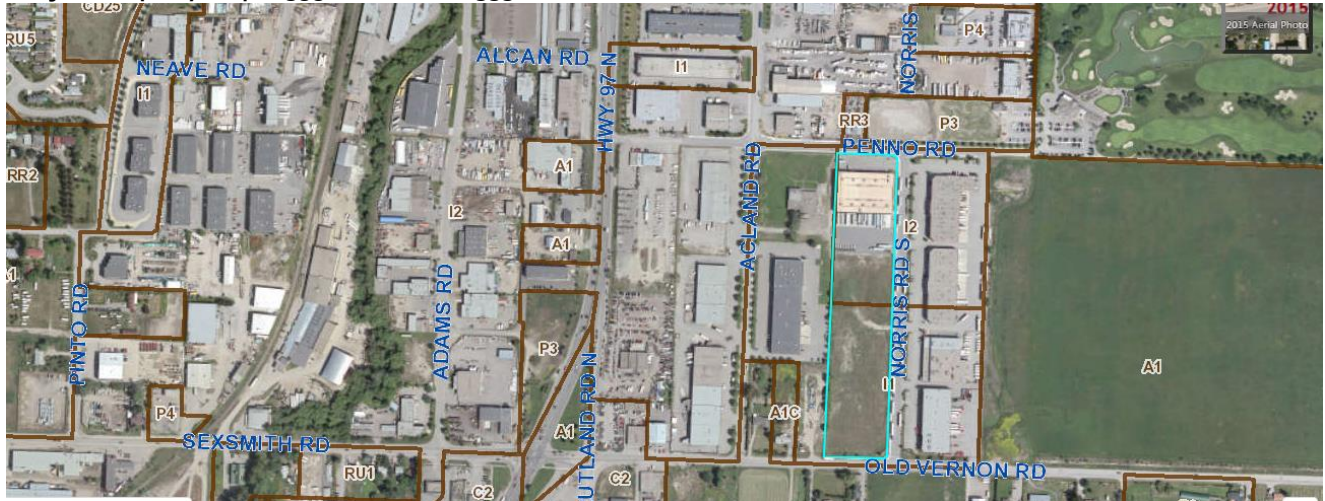 CD25
2015
2015 Aerial Photo
RU5
NEAVE RD
ALCAN RD
HWY 97 N
NORRIS
P4
I1
I1
RR3
P3
PENNO RD
A1
ACLAND RD
RR2
I2
I2
A1
ADAMS RD
NORRIS RD S
PINTO RD
P3
A1
I1
UTLAND RD N
A1C
P4
A1
SEXSMITH RD
RU1
C2
C2
OLD VERNON RD